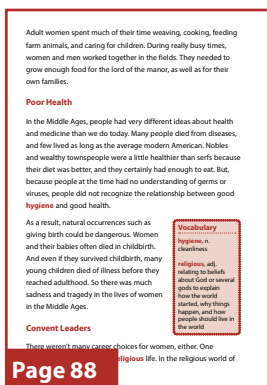 Adult women spent much of their time weaving, cooking, feeding
farm animals, and caring for children. During really busy times,
women and men worked together in the fields. They needed to
grow enough food for the lord of the manor, as well as for their
own families.
Poor Health
In the Middle Ages, people had very different ideas about health
and medicine than we do today. Many people died from diseases,
and few lived as long as the average modern American. Nobles
and wealthy townspeople were a little healthier than serfs because
their diet was better, and they certainly had enough to eat. But,
because people at the time had no understanding of germs or
viruses, people did not recognize the relationship between good
hygiene and good health.
As a result, natural occurrences such as
giving birth could be dangerous. Women
and their babies often died in childbirth.
And even if they survived childbirth, many
young children died of illness before they
reached adulthood. So there was much
sadness and tragedy in the lives of women
in the Middle Ages.
Vocabulary
hygiene, n.
cleanliness
religious, adj.
relating to beliefs
about God or several
gods to explain
how the world
started, why things
happen, and how
people should live in
the world
Convent Leaders
There weren't many career choices for women, either. One
religious life. In the religious world of
Page 88